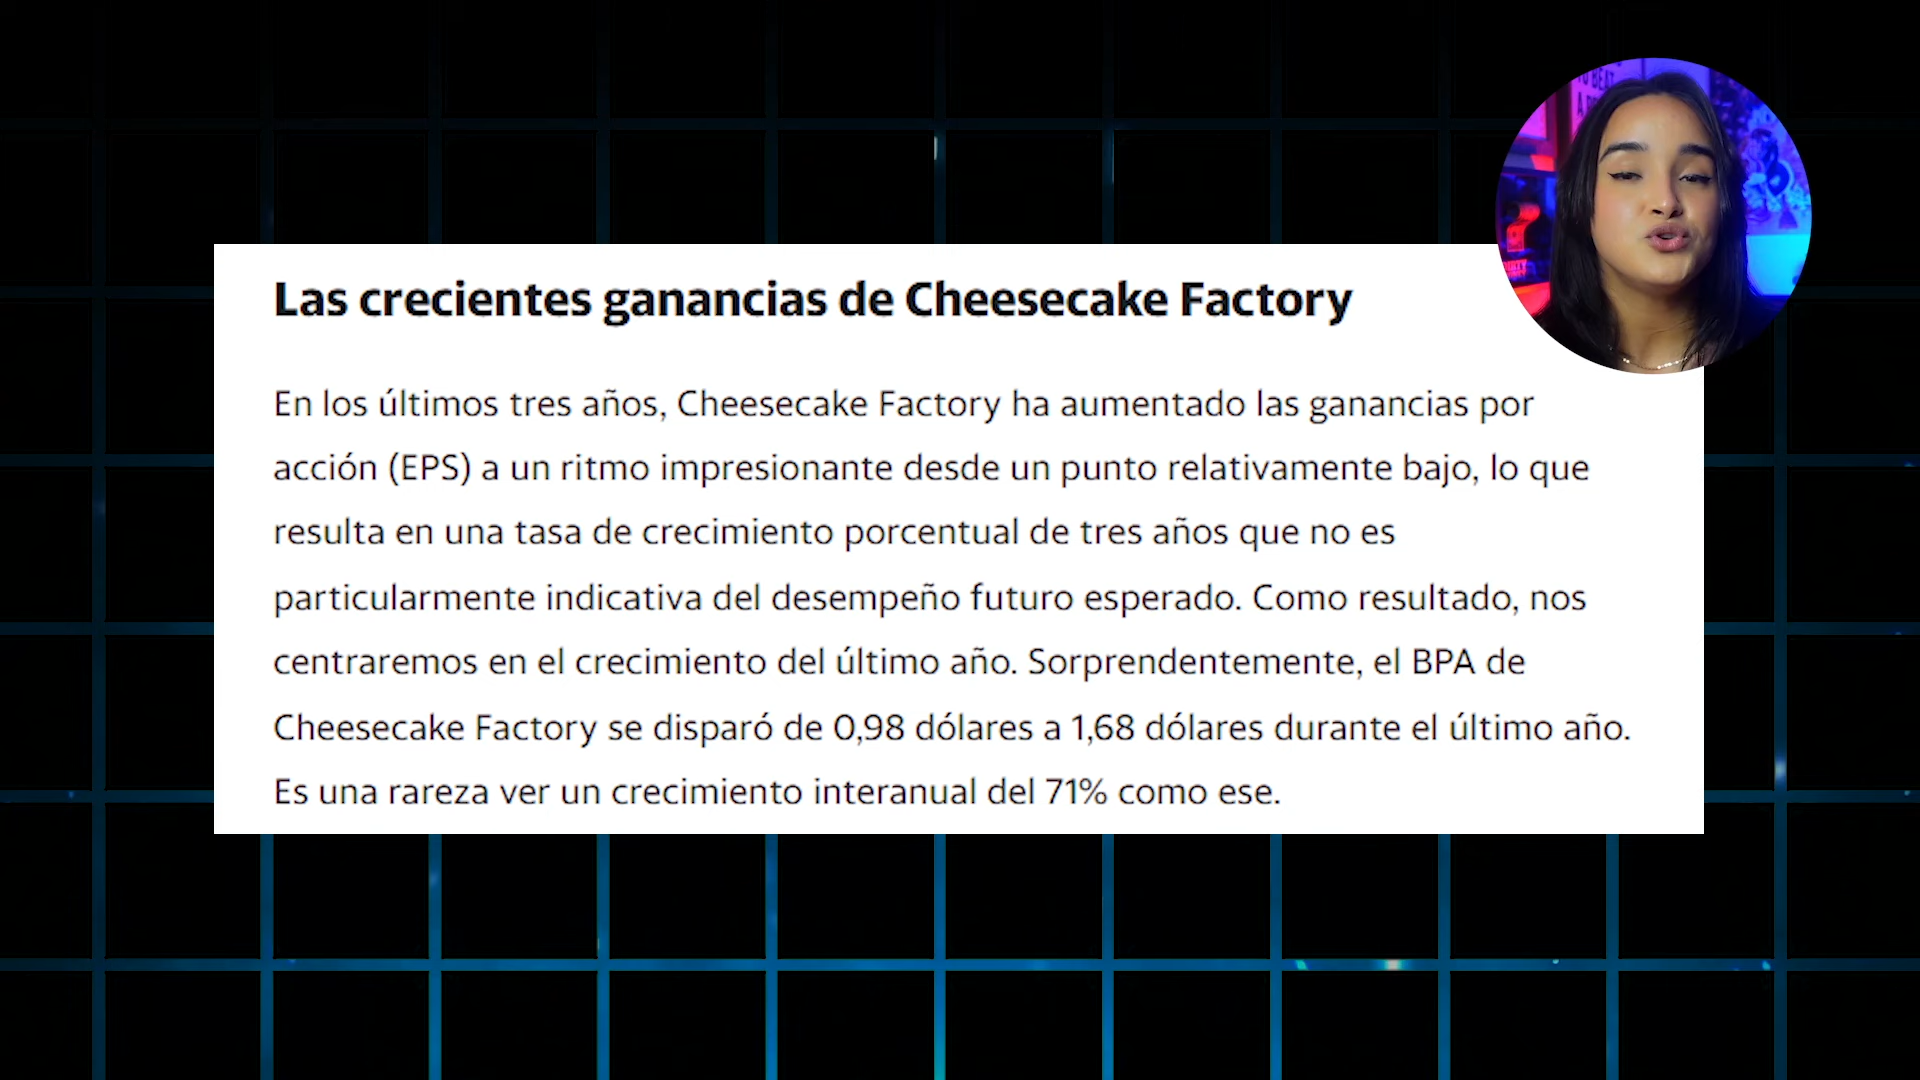 TO BEAT
Las crecientes ganancias de Cheesecake Factory
En los últimos tres años, Cheesecake Factory ha aumentado las ganancias por
acción (EPS) a un ritmo impresionante desde un punto relativamente bajo, lo que
resulta en una tasa de crecimiento porcentual de tres años que no es
particularmente indicativa del desempeño futuro esperado. Como resultado, nos
centraremos en el crecimiento del último año. Sorprendentemente, el BPA de
Cheesecake Factory se disparó de 0,98 dólares a 1,68 dólares durante el último año.
Es una rareza ver un crecimiento interanual del 71% como ese.